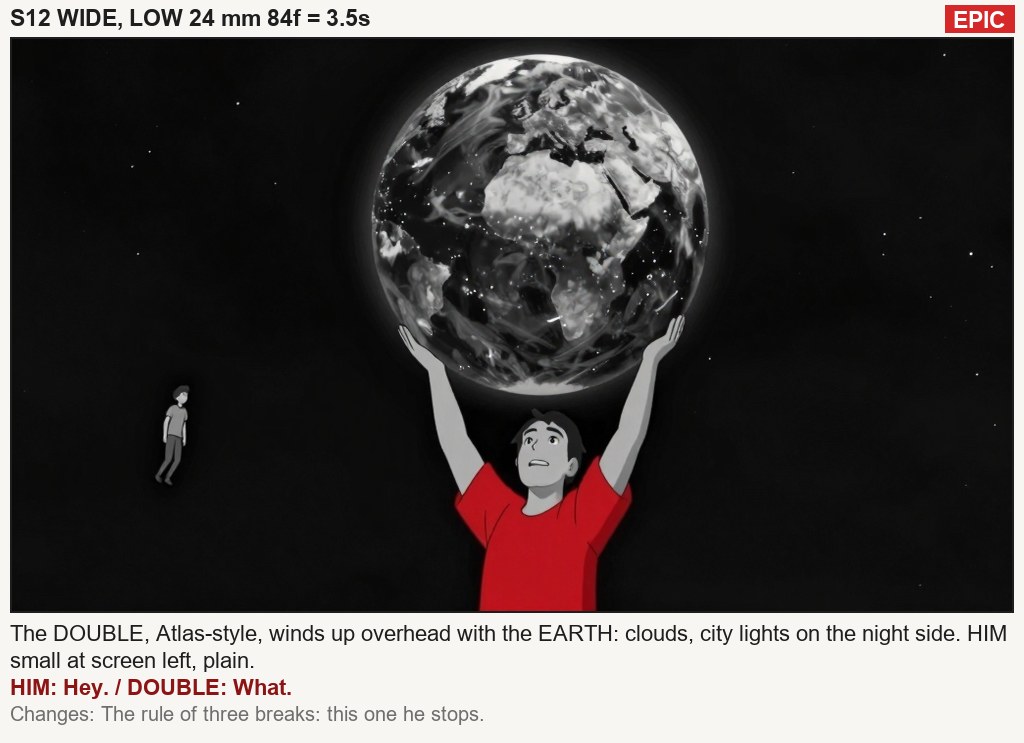 S12 WIDE, LOW 24 mm 84f = 3.5s
EPIC
The DOUBLE, Atlas-style, winds up overhead with the EARTH: clouds, city lights on the night side. HIM
small at screen left, plain.
HIM: Hey. / DOUBLE: What.
Changes: The rule of three breaks: this one he stops.